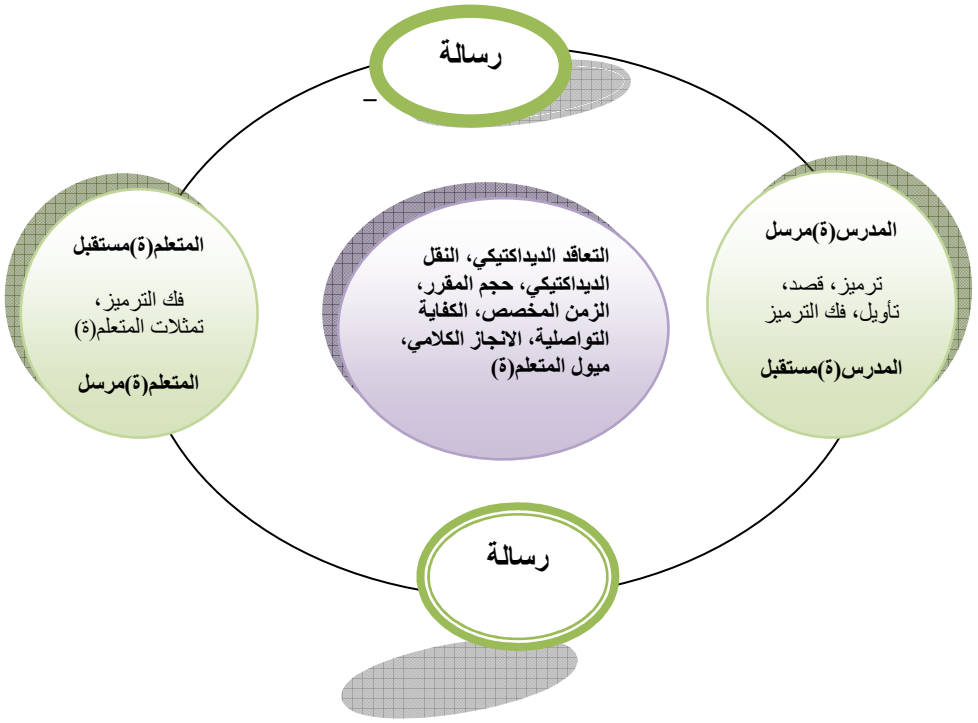 رسالة
المدرس(ة)مرسل
ترميز، قصد،
تأويل، فك الترميز
المدرس(ة)مستقبل
التعاقد الديداكتيكي، النقل
الديداكتيكي، حجم المقرر،
الزمن المخصص، الكفاية
التواصلية، الانجاز الكلامي،
ميول المتعلم(ة)
المتعلم(ة)مستقبل
فك الترميز،
تمثلات المتعلم(ة)
المتعلم(ة)مرسل
رسالة